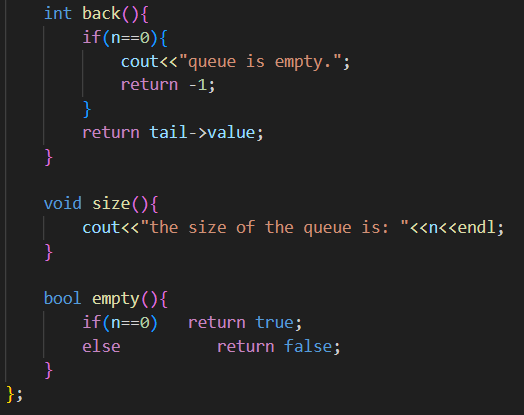 int back(){
if(n==0){
cout<<"queue is empty.";
return -1;
}
return tail->value;
}
void size(){
cout<<"the size of the queue is: "<<n<<endl;
}
bool empty(){
if(n==0)   return true;
else          return false;
}
};